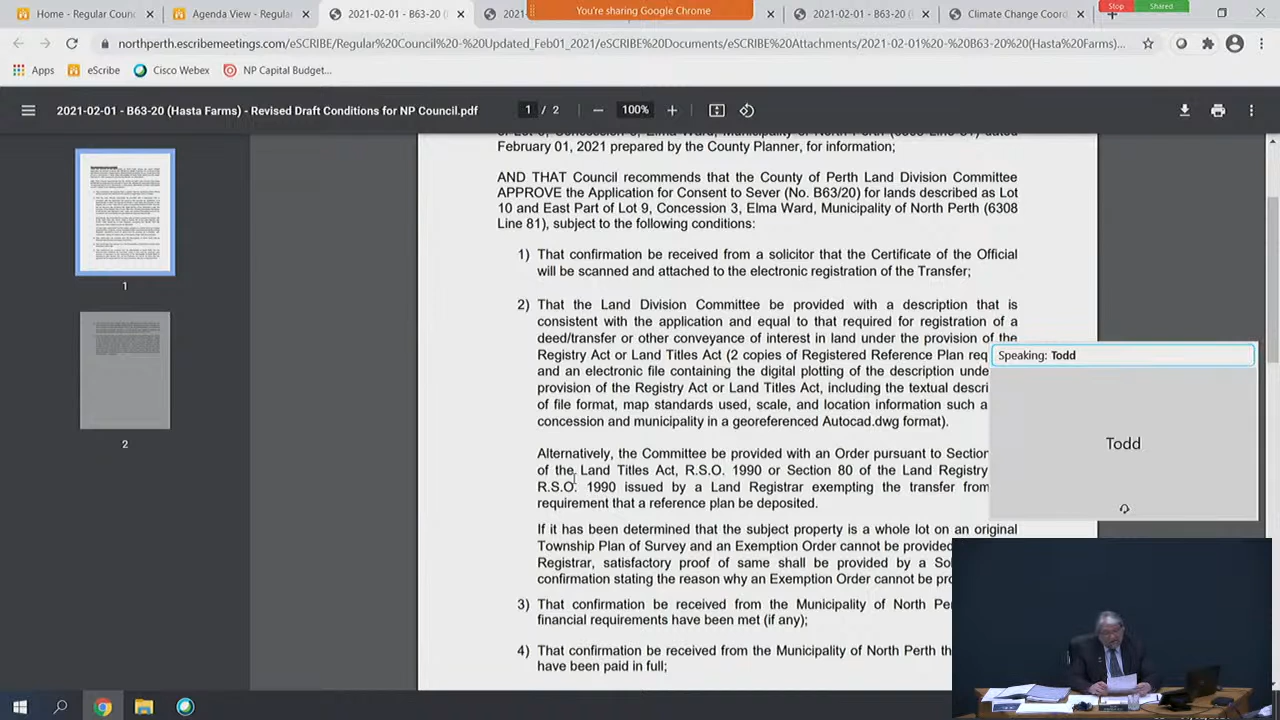 Home - Regular Coun
Agenda View - Regula
2021-02-01 - B63-20 (
202
You're sharing Google Chrome
2021-02-01 - B63-20 (
Climate Change Coord
Stop
Shared
northperth.escribemeetings.com/eSCRIBE/Regular%20Council%20-%20Updated_Feb01_2021/eSCRIBE%20Documents/eSCRIBE%20Attachments/2021-02-01%20-%20B63-20%20(Hasta%20Farms)...
Apps
eScribe
Cisco Webex
NP Capital Budget...
2021-02-01 - B63-20 (Hasta Farms) - Revised Draft Conditions for NP Council.pdf
1 / 2
100%
February 01, 2021 prepared by the County Planner, for information;
AND THAT Council recommends that the County of Perth Land Division Committee
APPROVE the Application for Consent to Sever (No. B63/20) for lands described as Lot
10 and East Part of Lot 9, Concession 3, Elma Ward, Municipality of North Perth (6308
Line 81), subject to the following conditions:
1) That confirmation be received from a solicitor that the Certificate of the Official
will be scanned and attached to the electronic registration of the Transfer;
2) That the Land Division Committee be provided with a description that is
consistent with the application and equal to that required for registration of a
deed/transfer or other conveyance of interest in land under the provision of the
Registry Act or Land Titles Act (2 copies of Registered Reference Plan req
and an electronic file containing the digital plotting of the description unde
provision of the Registry Act or Land Titles Act, including the textual descri
of file format, map standards used, scale, and location information such a
concession and municipality in a georeferenced Autocad.dwg format).
Alternatively, the Committee be provided with an Order pursuant to Section
of the Land Titles Act, R.S.O. 1990 or Section 80 of the Land Registry
R.S.O. 1990 issued by a Land Registrar exempting the transfer from
requirement that a reference plan be deposited.
If it has been determined that the subject property is a whole lot on an original
Township Plan of Survey and an Exemption Order cannot be provided
Registrar, satisfactory proof of same shall be provided by a So
confirmation stating the reason why an Exemption Order cannot be pr
3) That confirmation be received from the Municipality of North Per
financial requirements have been met (if any);
4) That confirmation be received from the Municipality of North Perth th
have been paid in full;
1
2
Speaking: Todd
Todd